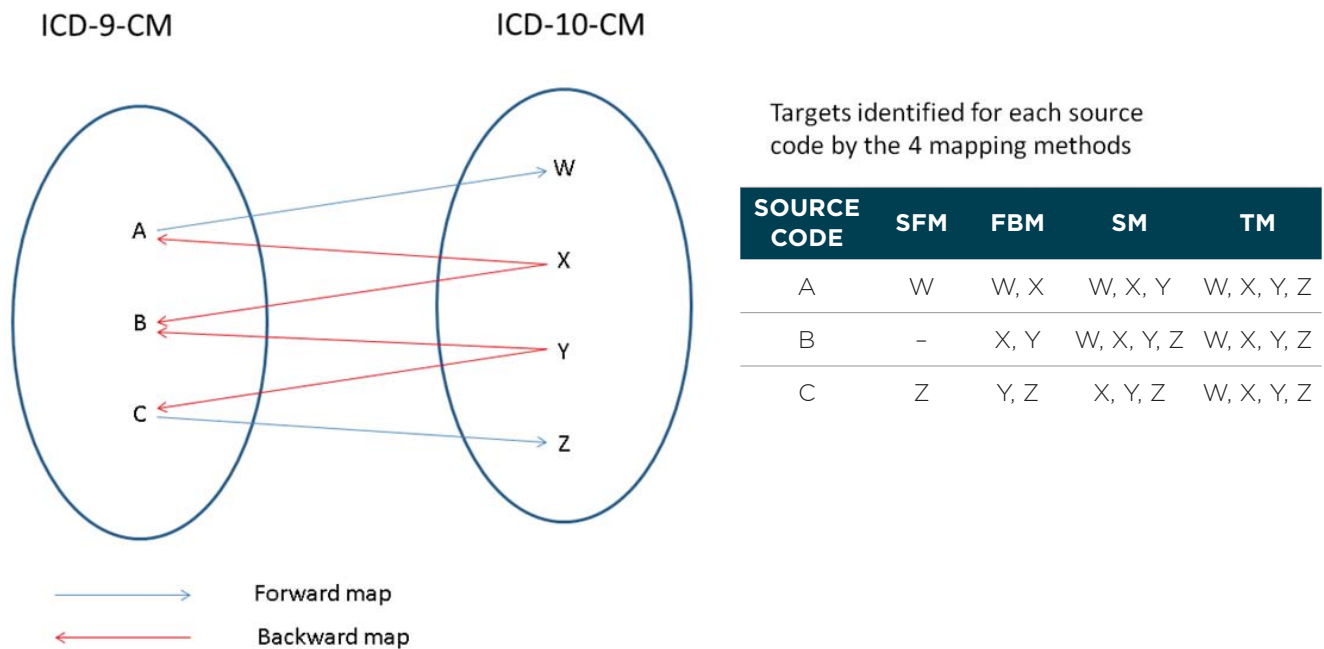 ICD-9-CM
ICD-10-CM
A
B
C
W
X
Y
Z
Forward map
Backward map
Targets identified for each source
code by the 4 mapping methods
SOURCE CODE SFM FBM SM TM
A W W, X W, X, Y W, X, Y, Z
B – X, Y W, X, Y, Z W, X, Y, Z
C Z Y, Z X, Y, Z W, X, Y, Z